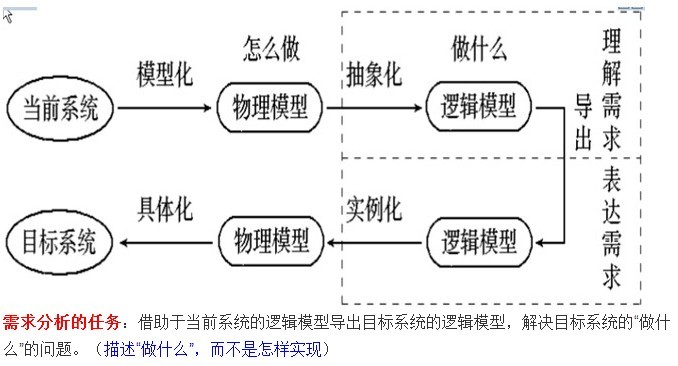 怎么做
做什么
模型化
抽象化
当前系统
物理模型
逻辑模型
导出
理解需求
具体化
实例化
目标系统
物理模型
逻辑模型
表达需求
需求分析的任务：借助于当前系统的逻辑模型导出目标系统的逻辑模型，解决目标系统的“做什
么”的问题。（描述“做什么”，而不是怎样实现）